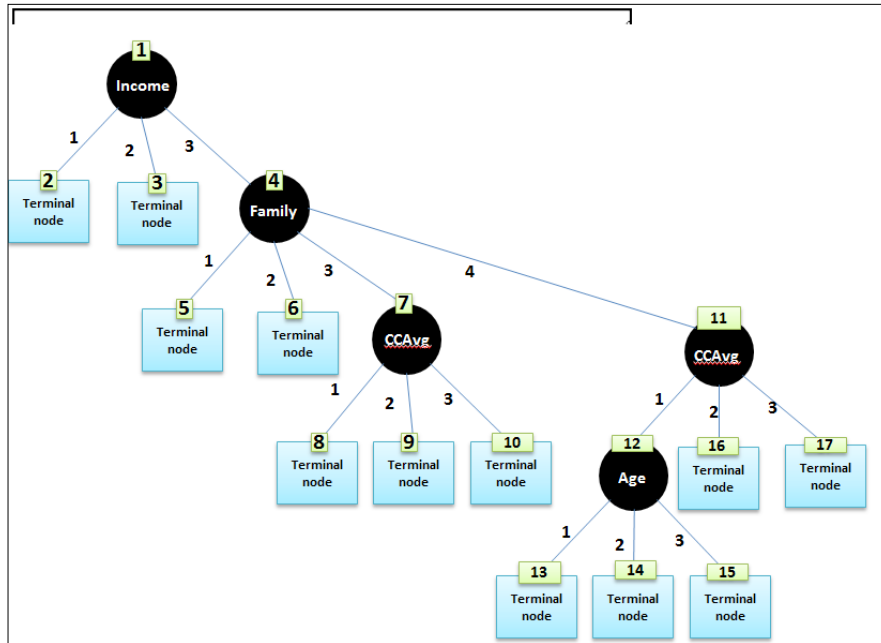 1
Income
1
2
3
2
Terminal
node
3
Terminal
node
4
Family
1
2
3
4
5
Terminal
node
6
Terminal
node
7
CCAvg
11
CCAvg
1
2
3
1
2
3
8
Terminal
node
9
Terminal
node
10
Terminal
node
12
Age
16
Terminal
node
17
Terminal
node
1
2
3
13
Terminal
node
14
Terminal
node
15
Terminal
node